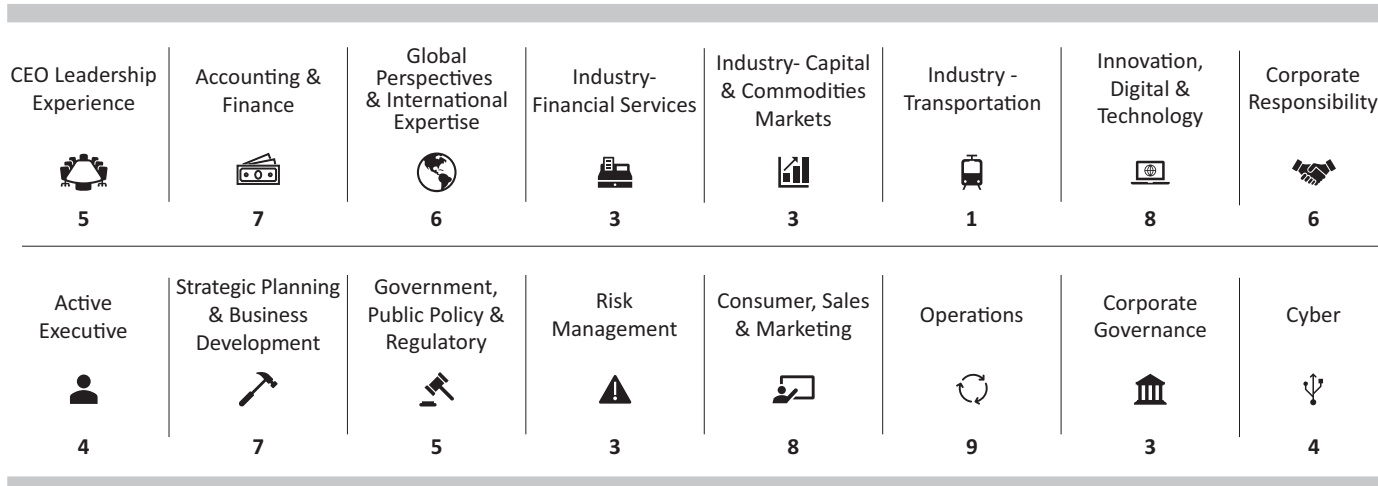 CEO Leadership
Experience
5
Accounting &
Finance
7
Global
Perspectives
& International
Expertise
6
Industry-
Financial Services
3
Industry- Capital
& Commodities
Markets
3
Industry -
Transportation
1
Innovation,
Digital &
Technology
8
Corporate
Responsibility
6
Active
Executive
4
Strategic Planning
& Business
Development
7
Government,
Public Policy &
Regulatory
5
Risk
Management
3
Consumer, Sales
& Marketing
8
Operations
9
Corporate
Governance
3
Cyber
4